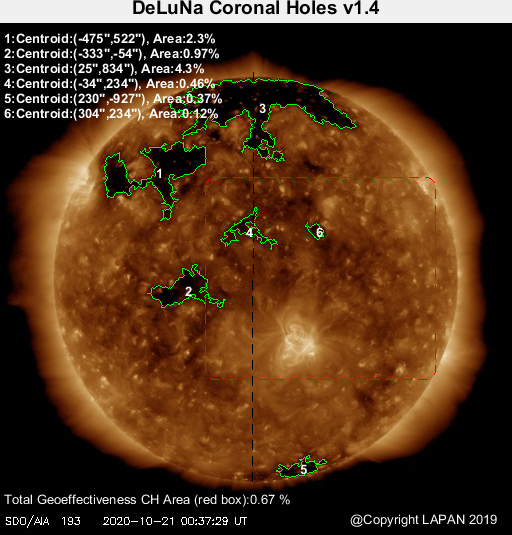 DeLuNa Coronal Holes v1.4
1:Centroid:(-475",522"), Area:2.3%
2:Centroid:(-333",-54"), Area:0.97%
3:Centroid:(25",834"), Area:4.3%
4:Centroid:(-34",234"), Area:0.46%
5:Centroid:(230",-927"), Area:0.37%
6:Centroid:(304",234"), Area:0.12%
3
1
4
6
2
5
Total Geoeffectiveness CH Area (red box):0.67 %
SDO/AIA 193 2020-10-21 00:37:29 UT
@Copyright LAPAN 2019